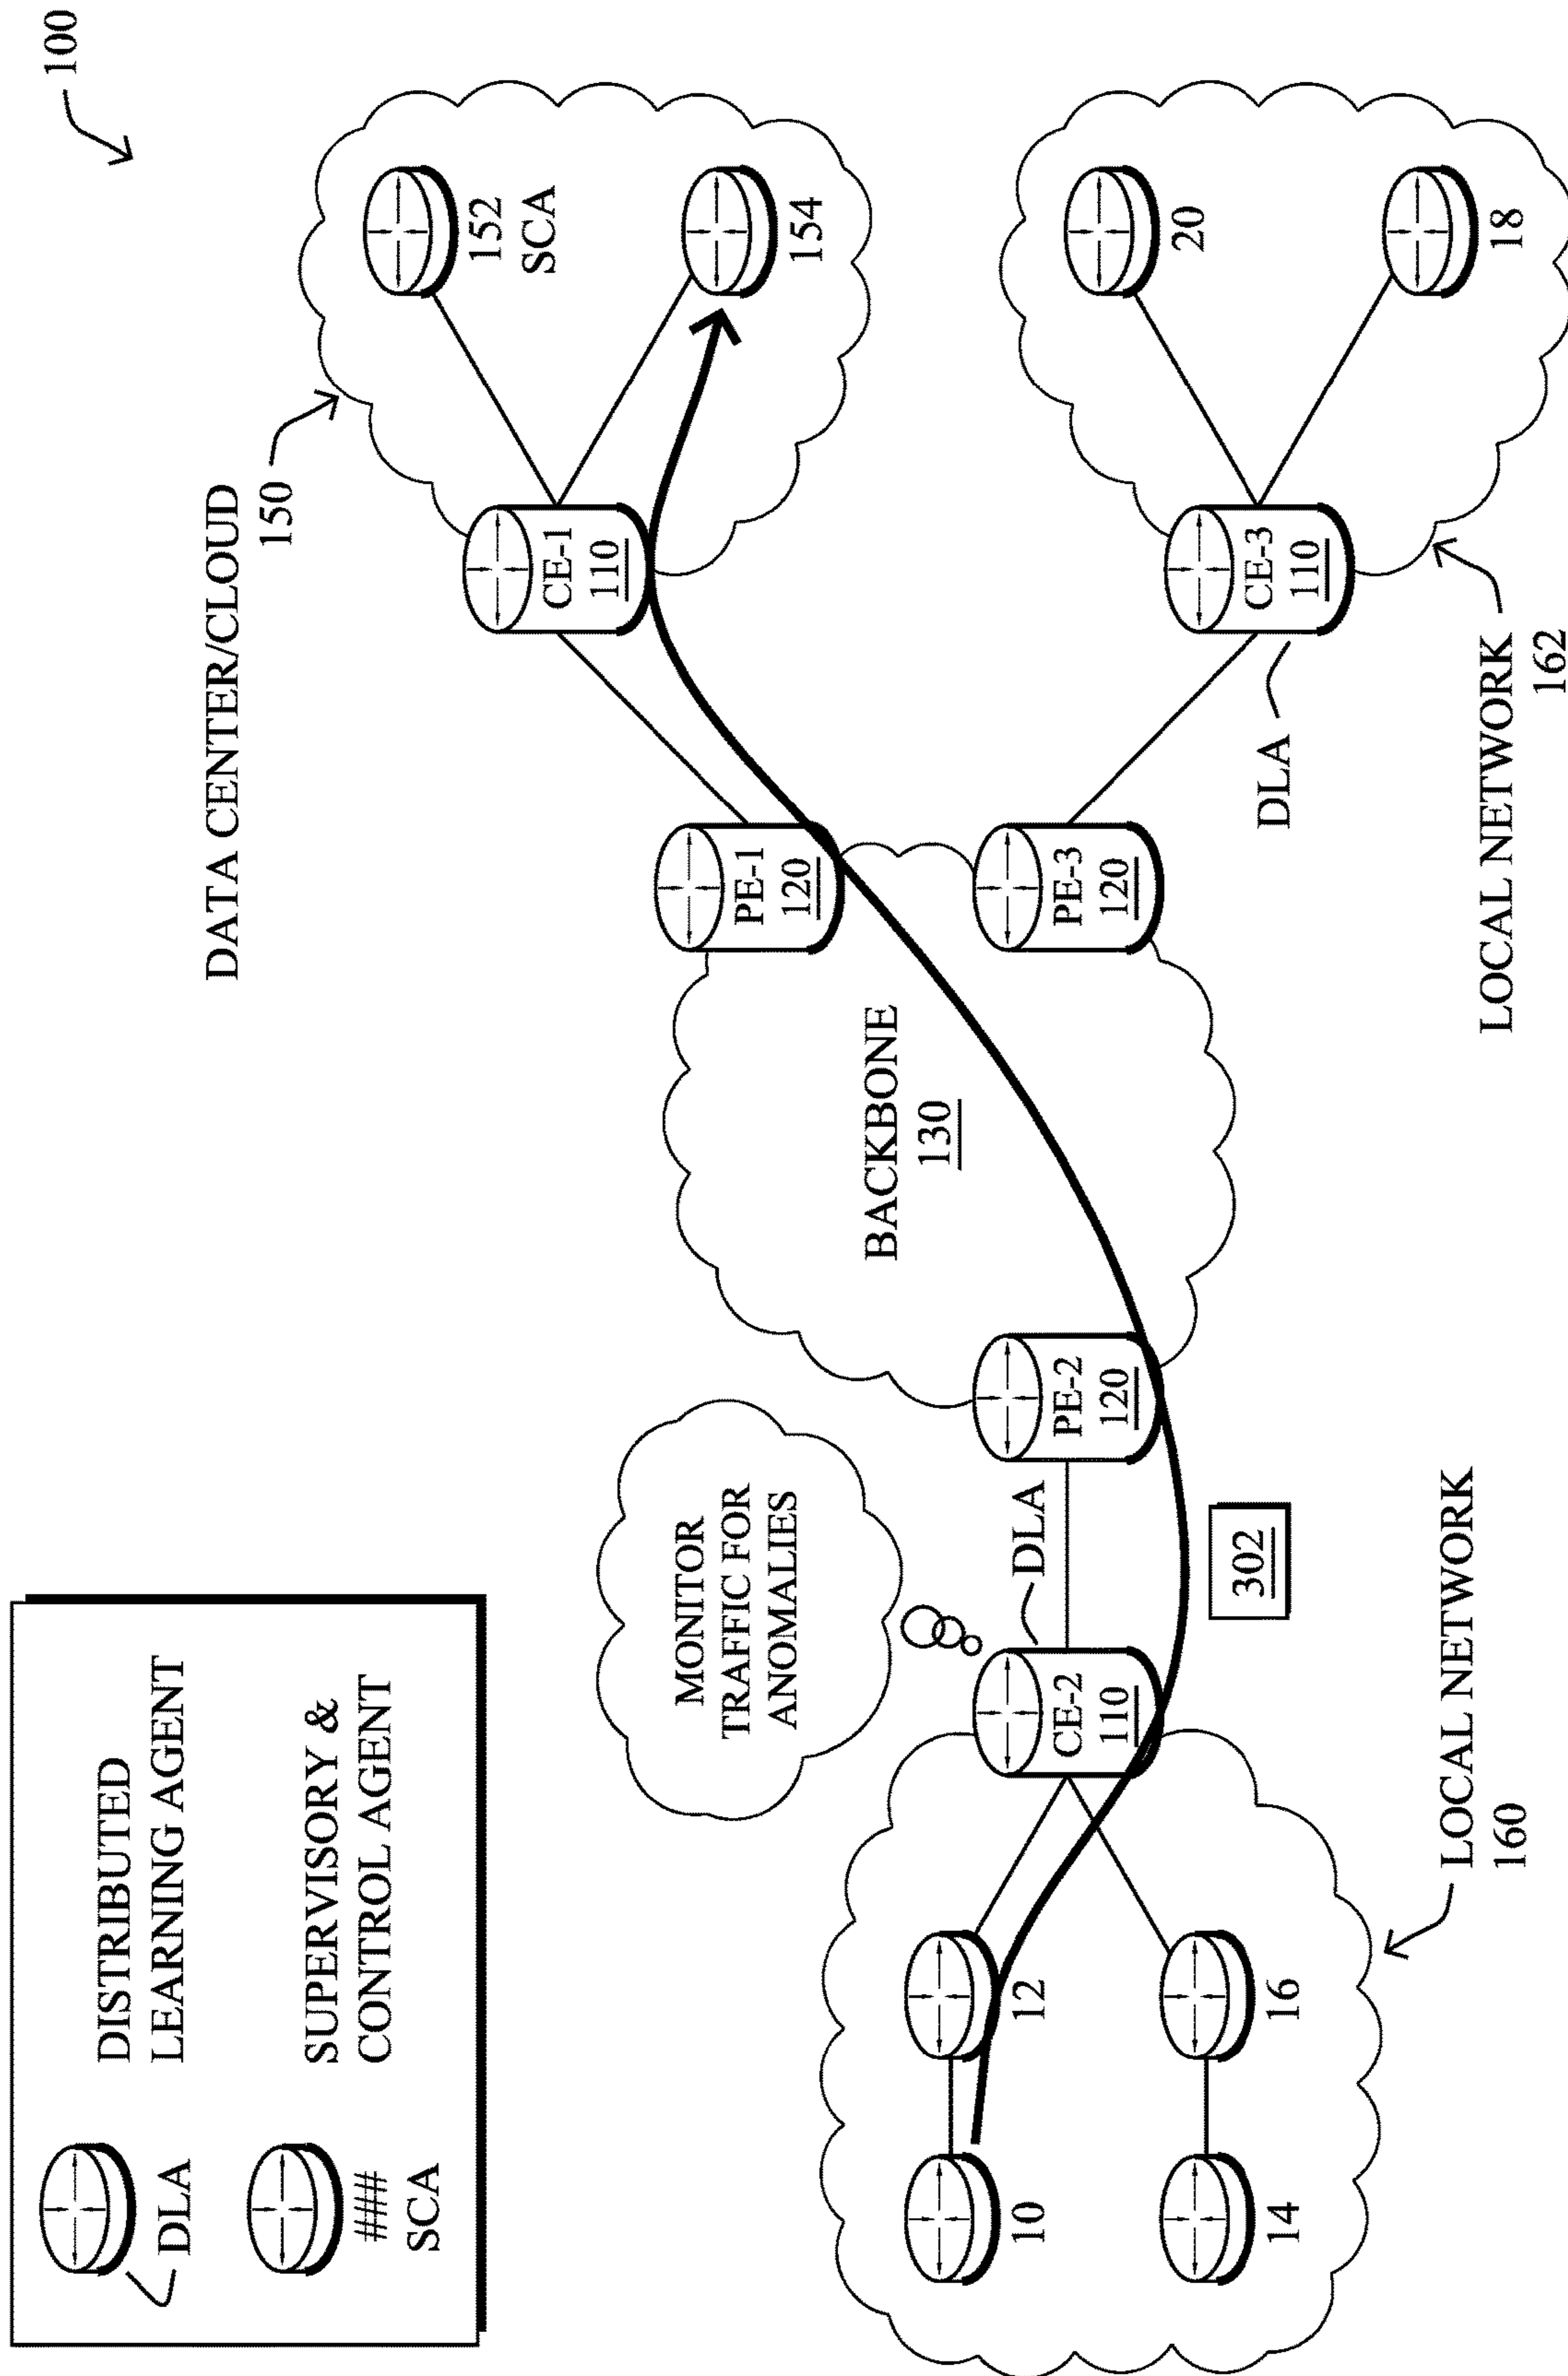 100
DISTRIBUTED
LEARNING AGENT
DLA
SUPERVISORY &
CONTROL AGENT
###
SCA
DATA CENTER/CLOUD
150
152
SCA
154
CE-1
110
PE-1
120
BACKBONE
130
MONITOR
TRAFFIC FOR
ANOMALIES
PE-2
120
PE-3
120
DLA
CE-2
110
302
10
12
14
16
LOCAL NETWORK
160
CE-3
110
DLA
20
18
LOCAL NETWORK
162